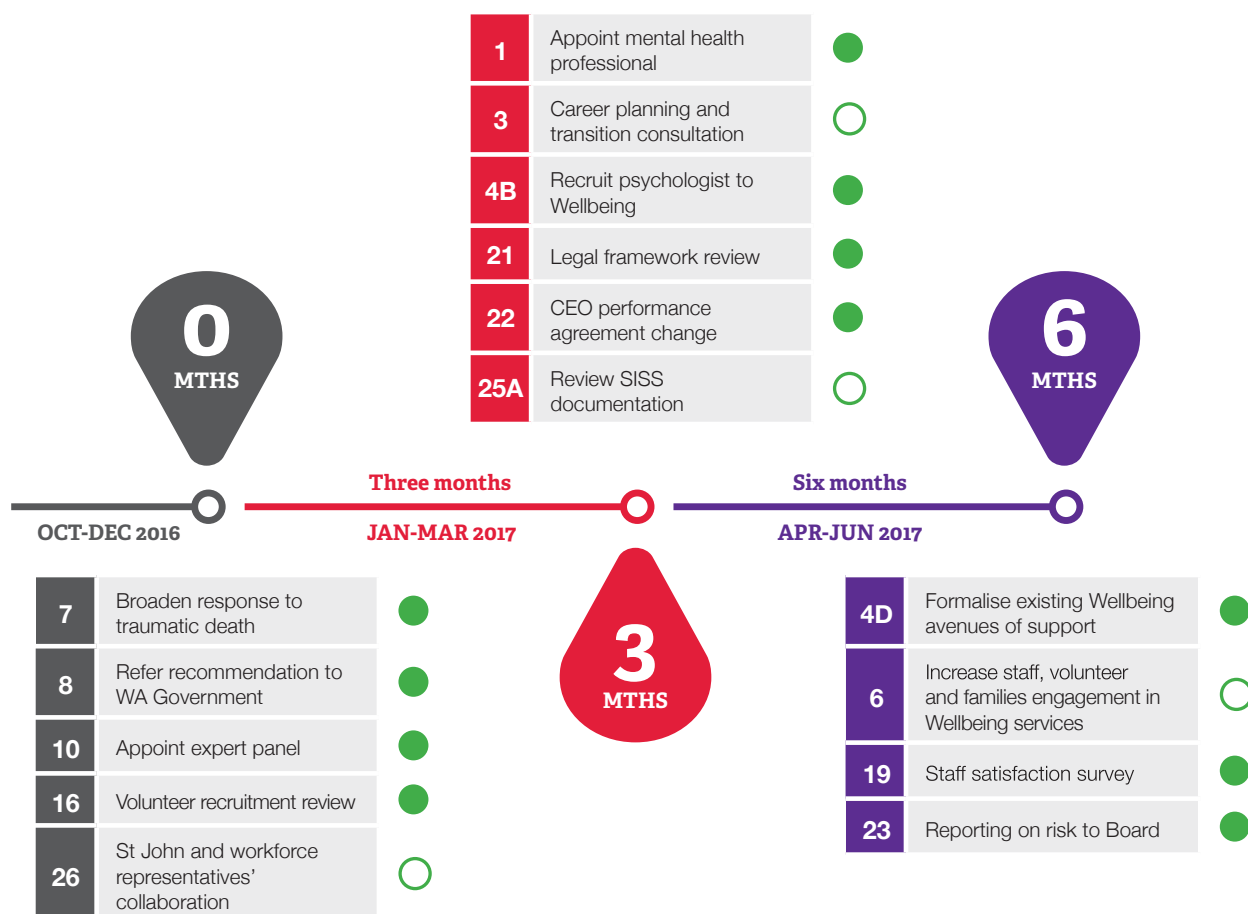 1
Appoint mental health
professional
3
Career planning and
transition consultation
4B
Recruit psychologist to
Wellbeing
21
Legal framework review
22
CEO performance
agreement change
25A
Review SISS
documentation
0
MTHS
6
MTHS
Three months
Six months
OCT-DEC 2016
JAN-MAR 2017
APR-JUN 2017
3
MTHS
7
Broaden response to
traumatic death
8
Refer recommendation to
WA Government
10
Appoint expert panel
16
Volunteer recruitment review
26
St John and workforce
representatives’
collaboration
4D
Formalise existing Wellbeing
avenues of support
6
Increase staff, volunteer
and families engagement in
Wellbeing services
19
Staff satisfaction survey
23
Reporting on risk to Board